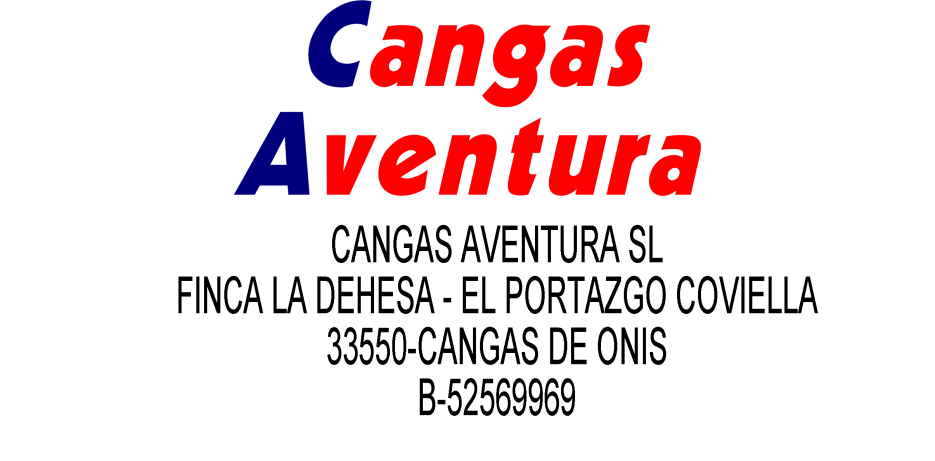 Cangas
Aventura
CANGAS AVENTURA SL
FINCA LA DEHESA - EL PORTAZGO COVIELLA
33550-CANGAS DE ONIS
B-52569969